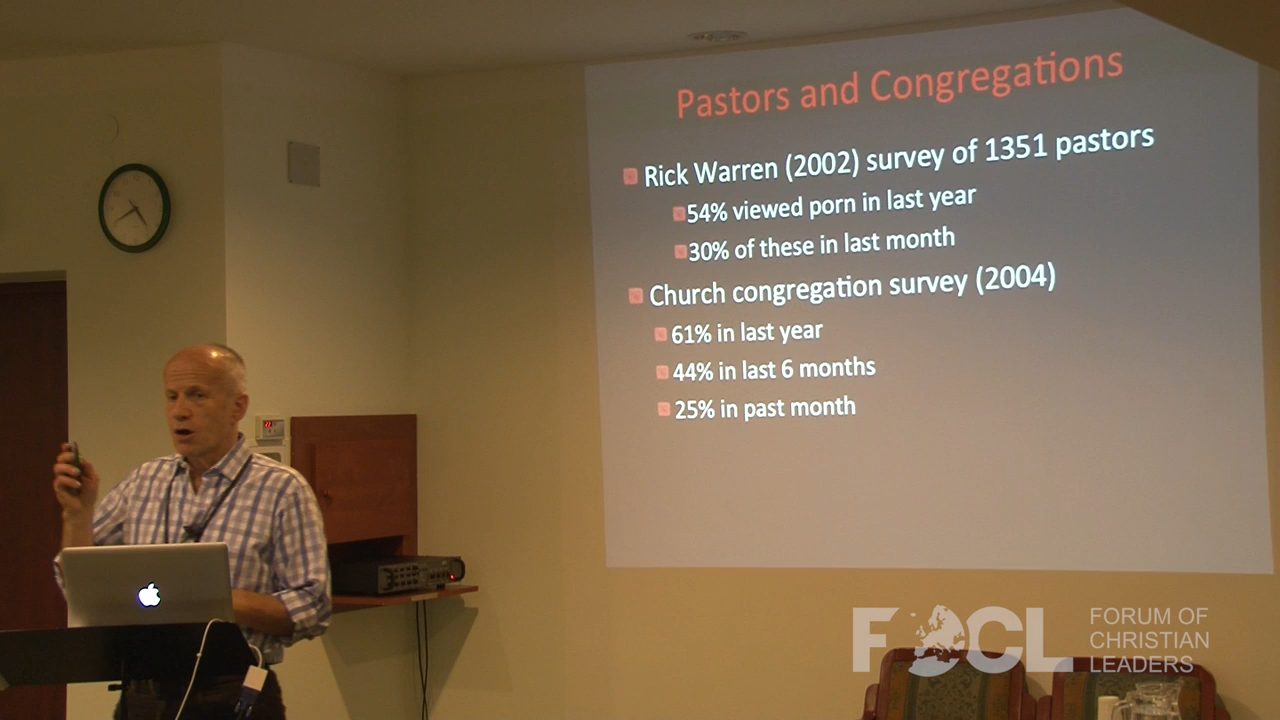 Pastors and Congregations
Rick Warren (2002) survey of 1351 pastors
54% viewed porn in last year
30% of these in last month
Church congregation survey (2004)
61% in last year
44% in last 6 months
25% in past month
FOCL
FORUM OF
CHRISTIAN
LEADERS